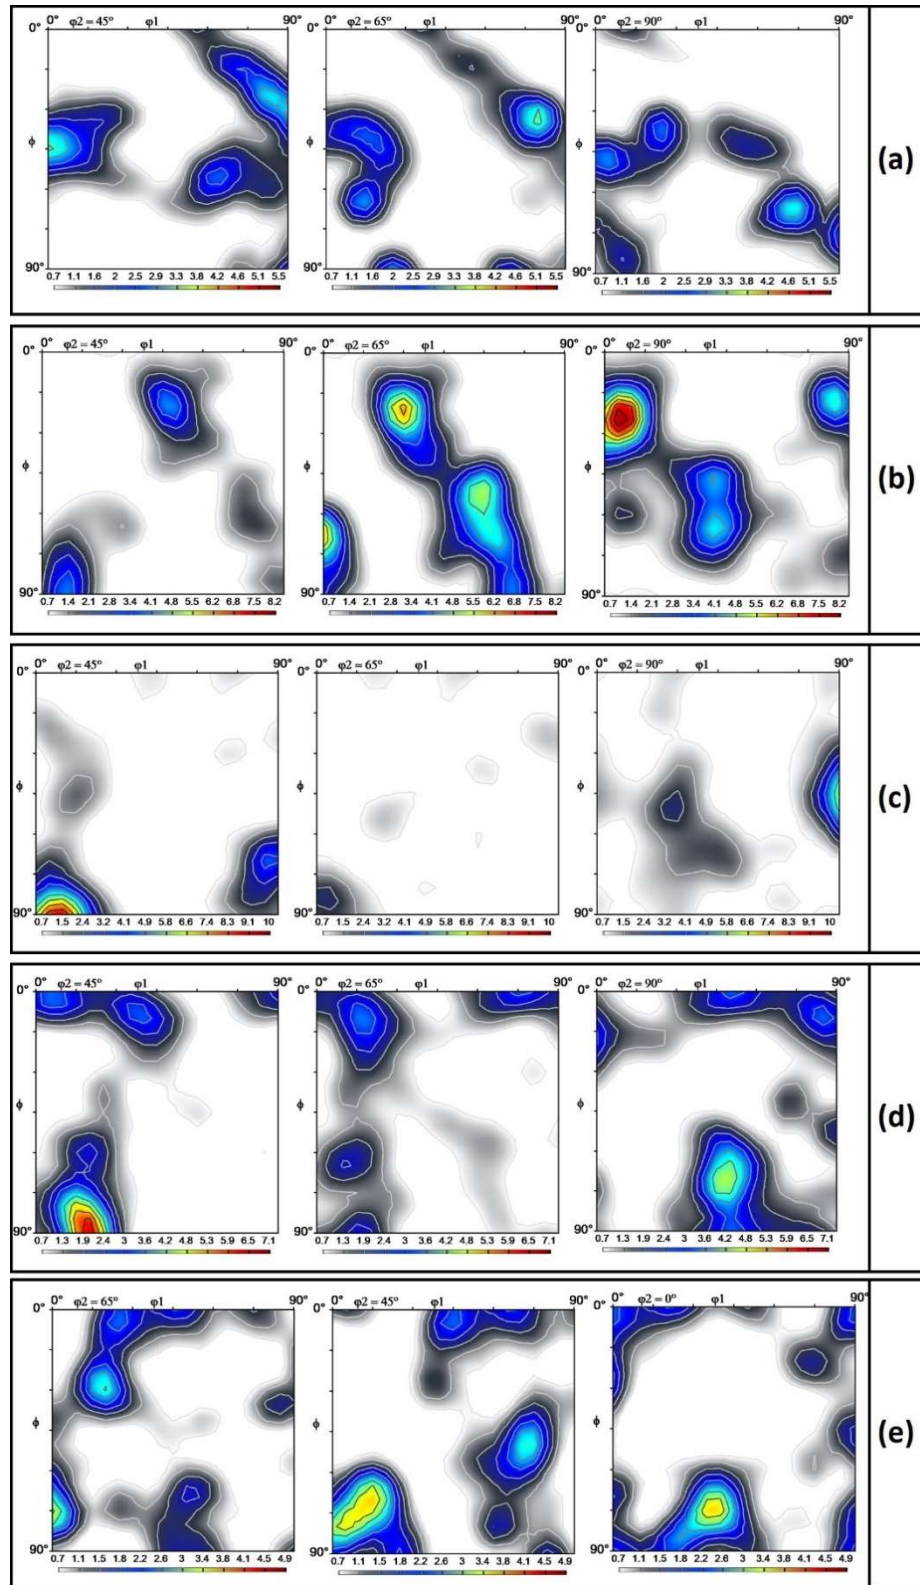 0° φ2 = 45° φ1 90° 0° φ2 = 65° φ1 90° 0° φ2 = 90° φ1 90°
ϕ ϕ ϕ (a)
90° 90° 90°
0.7 1.1 1.6 2 2.5 2.9 3.3 3.8 4.2 4.6 5.1 5.5 0.7 1.1 1.6 2 2.5 2.9 3.3 3.8 4.2 4.6 5.1 5.5 0.7 1.1 1.6 2 2.5 2.9 3.3 3.8 4.2 4.6 5.1 5.5
0° φ2 = 45° φ1 90° 0° φ2 = 65° φ1 90° 0° φ2 = 90° φ1 90°
ϕ ϕ ϕ (b)
90° 90° 90°
0.7 1.4 2.1 2.8 3.4 4.1 4.8 5.5 6.2 6.8 7.5 8.2 0.7 1.4 2.1 2.8 3.4 4.1 4.8 5.5 6.2 6.8 7.5 8.2 0.7 1.4 2.1 2.8 3.4 4.1 4.8 5.5 6.2 6.8 7.5 8.2
0° φ2 = 45° φ1 90° 0° φ2 = 65° φ1 90° 0° φ2 = 90° φ1 90°
ϕ ϕ ϕ (c)
90° 90° 90°
0.7 1.5 2.4 3.2 4.1 4.9 5.8 6.6 7.4 8.3 9.1 10 0.7 1.5 2.4 3.2 4.1 4.9 5.8 6.6 7.4 8.3 9.1 10 0.7 1.5 2.4 3.2 4.1 4.9 5.8 6.6 7.4 8.3 9.1 10
0° φ2 = 45° φ1 90° 0° φ2 = 65° φ1 90° 0° φ2 = 90° φ1 90°
ϕ ϕ ϕ (d)
90° 90° 90°
0.7 1.3 1.9 2.4 3 3.6 4.2 4.8 5.3 5.9 6.5 7.1 0.7 1.3 1.9 2.4 3 3.6 4.2 4.8 5.3 5.9 6.5 7.1 0.7 1.3 1.9 2.4 3 3.6 4.2 4.8 5.3 5.9 6.5 7.1
0° φ2 = 65° φ1 90° 0° φ2 = 45° φ1 90° 0° φ2 = 0° φ1 90°
ϕ ϕ ϕ (e)
90° 90° 90°
0.7 1.1 1.5 1.8 2.2 2.6 3 3.4 3.7 4.1 4.5 4.9 0.7 1.1 1.5 1.8 2.2 2.6 3 3.4 3.7 4.1 4.5 4.9 0.7 1.1 1.5 1.8 2.2 2.6 3 3.4 3.7 4.1 4.5 4.9